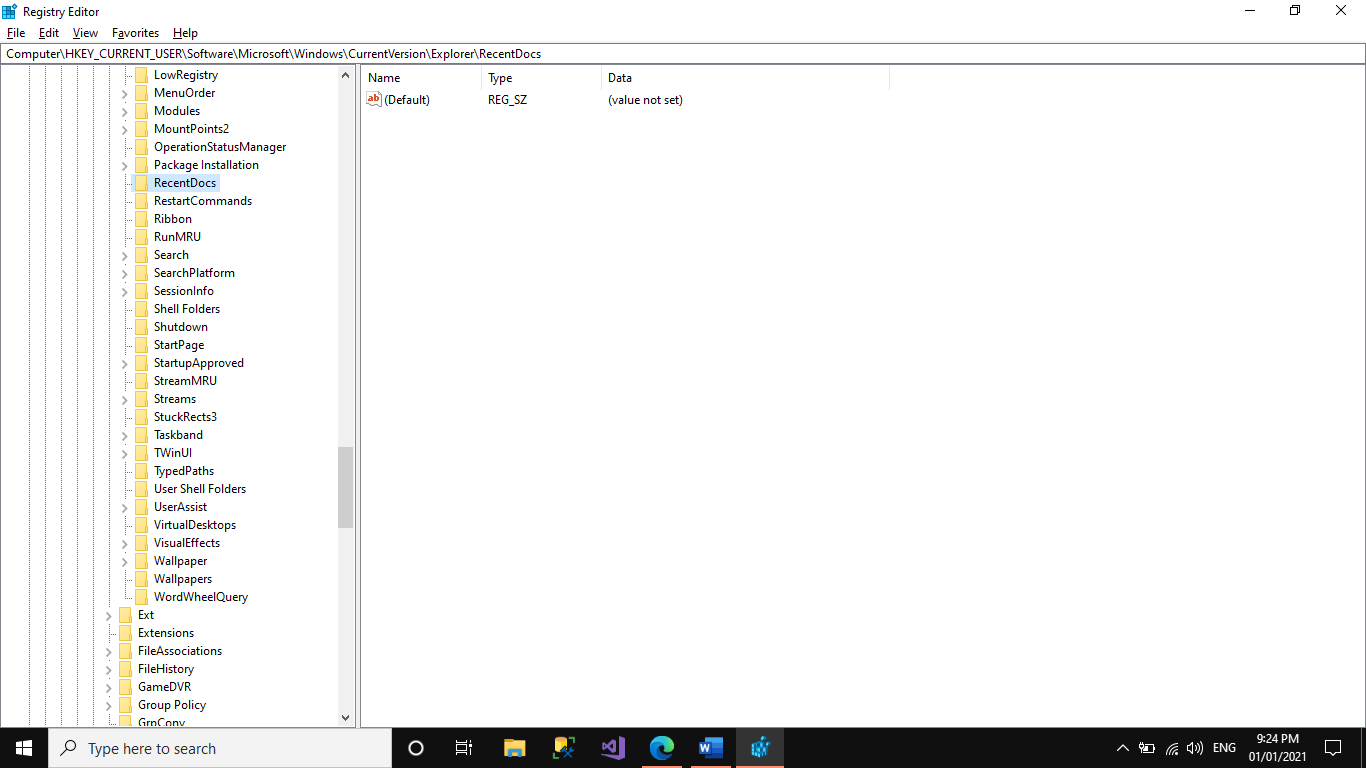 Registry Editor
File Edit View Favorites Help
Computer\HKEY_CURRENT_USER\Software\Microsoft\Windows\CurrentVersion\Explorer\RecentDocs
LowRegistry
MenuOrder
Modules
MountPoints2
OperationStatusManager
Package Installation
RecentDocs
RestartCommands
Ribbon
RunMRU
Search
SearchPlatform
SessionInfo
Shell Folders
Shutdown
StartPage
StartupApproved
StreamMRU
Streams
StuckRects3
Taskband
TWinUI
TypedPaths
User Shell Folders
UserAssist
VirtualDesktops
VisualEffects
Wallpaper
Wallpapers
WordWheelQuery
Ext
Extensions
FileAssociations
FileHistory
GameDVR
Group Policy
GrpConv
Name Type Data
ab (Default) REG_SZ (value not set)
Type here to search
W
ENG
9:24 PM
01/01/2021